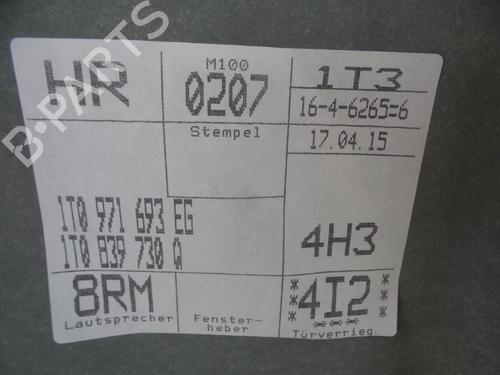 B-PARTS
HR
M100
0207
Stempel
1T3
16-4-6265=6
17.04.15
1T0 971 693 EG
1T0 839 730 Q
4H3
8RM
Lautsprecher
Fenster-
heber
*4I2*
Türverrieg.